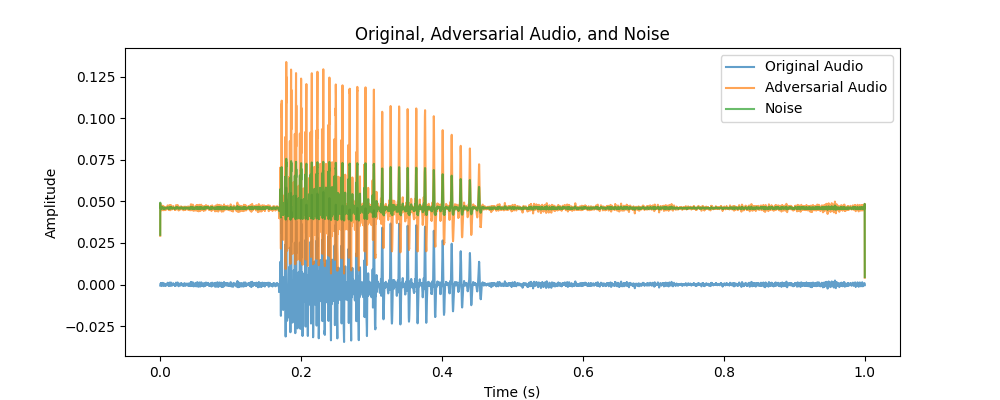 Original, Adversarial Audio, and Noise
Original Audio
Adversarial Audio
Noise
0.125
0.100
0.075
0.050
0.025
0.000
−0.025
Amplitude
0.0 0.2 0.4 0.6 0.8 1.0
Time (s)